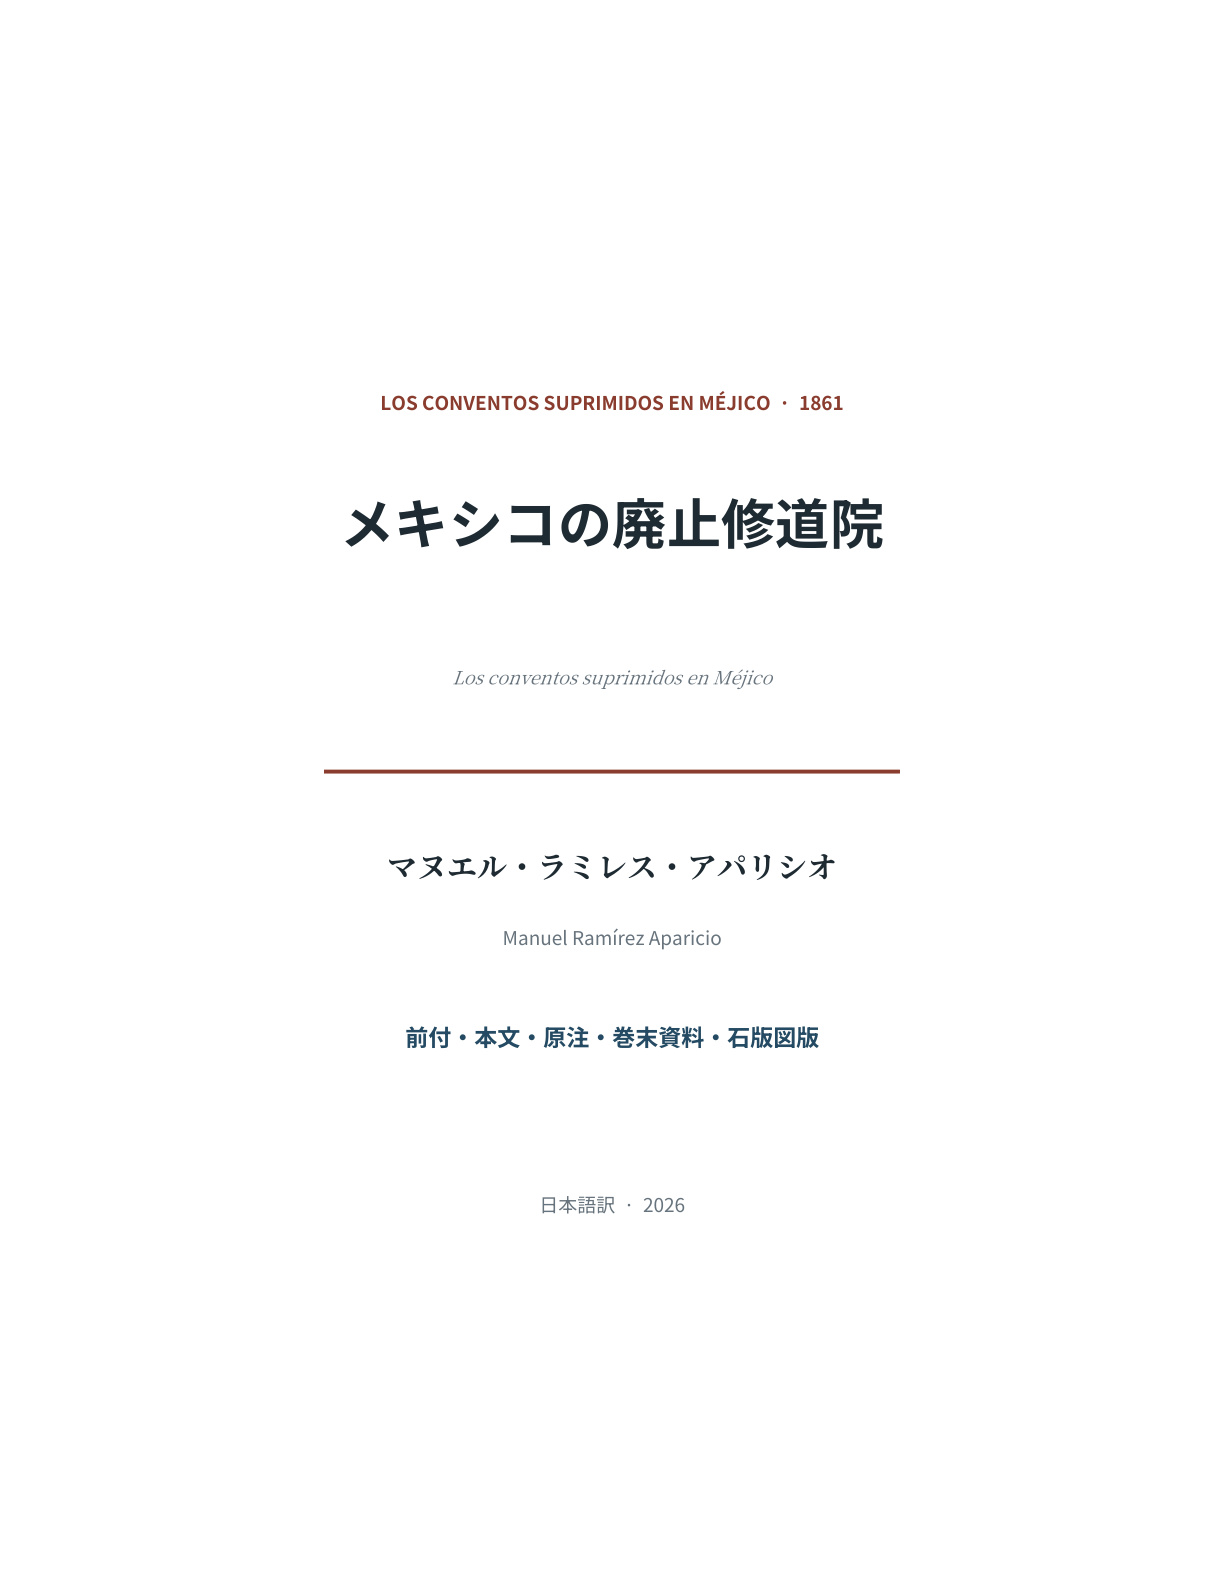 LOS CONVENTOS SUPRIMIDOS EN MÉJICO · 1861
メキシコの廃止修道院
Los conventos suprimidos en Méjico
マヌエル・ラミレス・アパリシオ
Manuel Ramírez Aparicio
前付・本文・原注・巻末資料・石版図版
日本語訳 · 2026